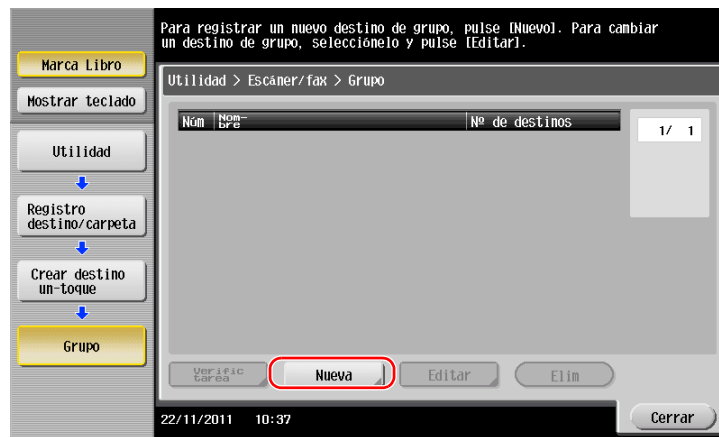 Para registrar un nuevo destino de grupo, pulse [Nuevo]. Para cambiar
un destino de grupo, selecciónelo y pulse [Editar].
Marca Libro
Mostrar teclado
Utilidad
Registro
destino/carpeta
Crear destino
un-toque
Grupo
Utilidad > Escáner/fax > Grupo
Núm Nom-
bre
Nº de destinos
1/ 1
Verific
tarea
Nueva
Editar
Elim
22/11/2011 10:37
Cerrar